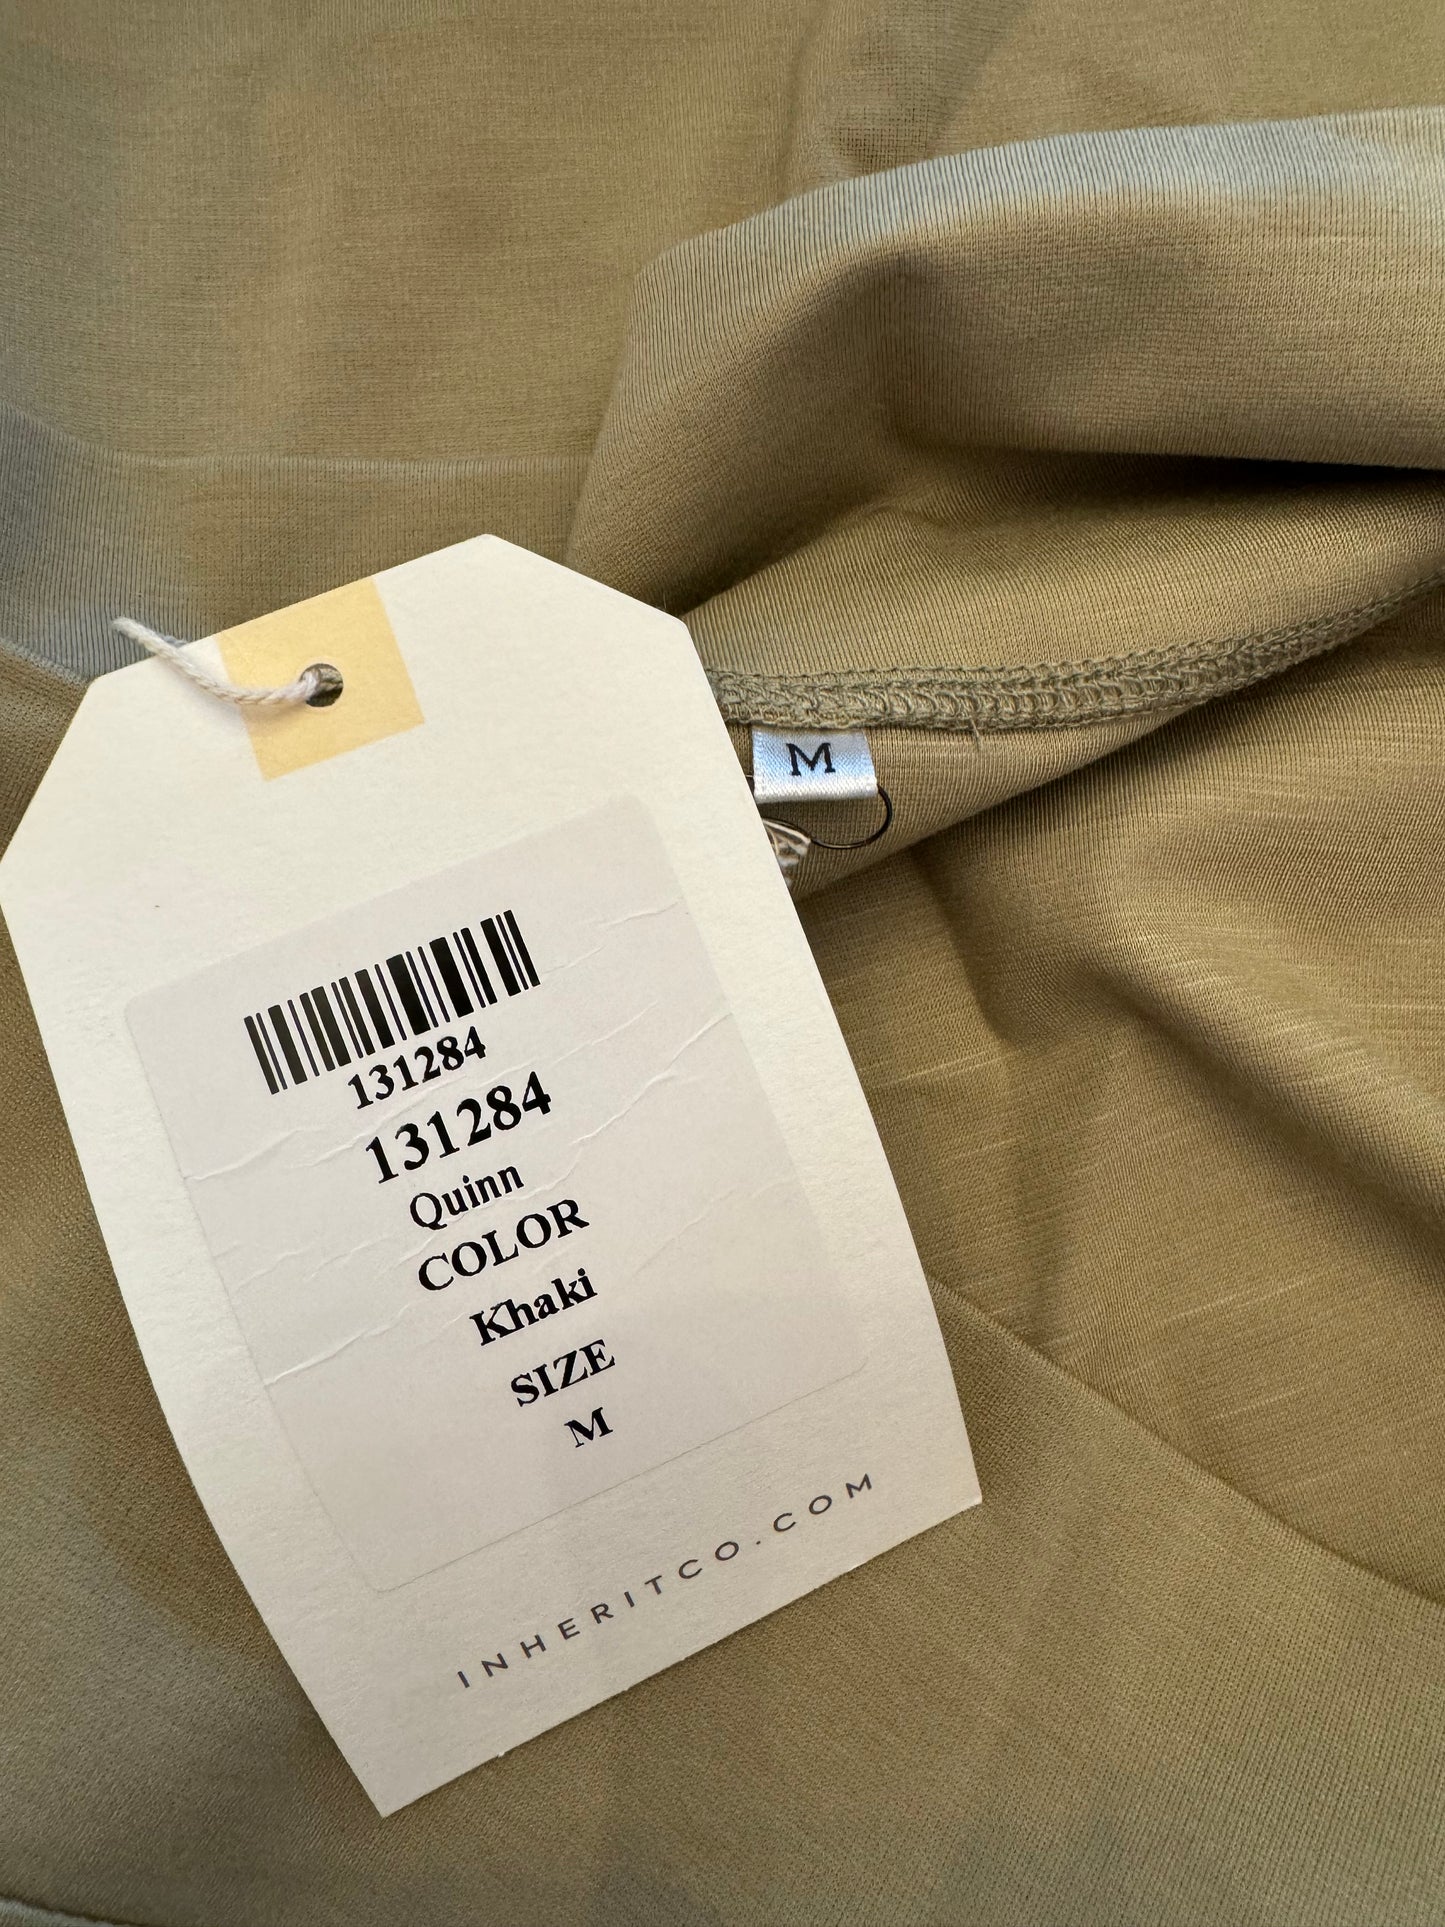 M
131284
131284
Quinn
COLOR
Khaki
SIZE
M
INHERITCO.COM